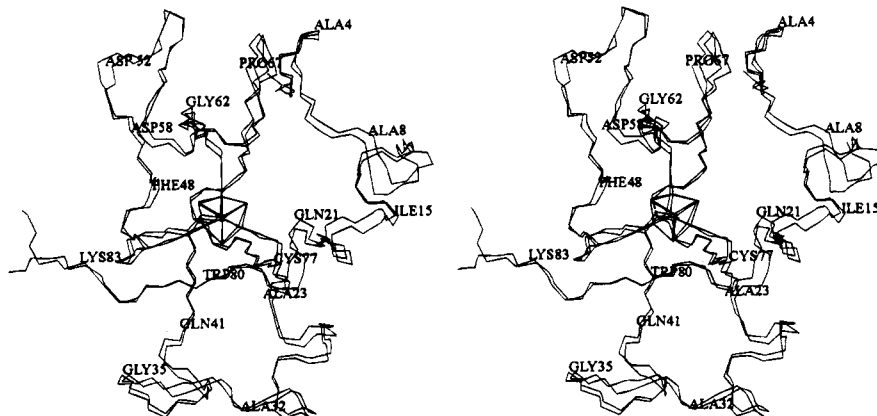 ALA4
ASP52
PRO67
GLY62
ASP58
ALA8
PHE48
GLN21
ILE15
LYS83
CYS77
TRP80
ALA23
GLN41
GLY35
ALA32
ALA4
ASP52
PRO67
GLY62
ASP58
ALA8
PHE48
GLN21
ILE15
LYS83
CYS77
TRP80
ALA23
GLN41
GLY35
ALA32